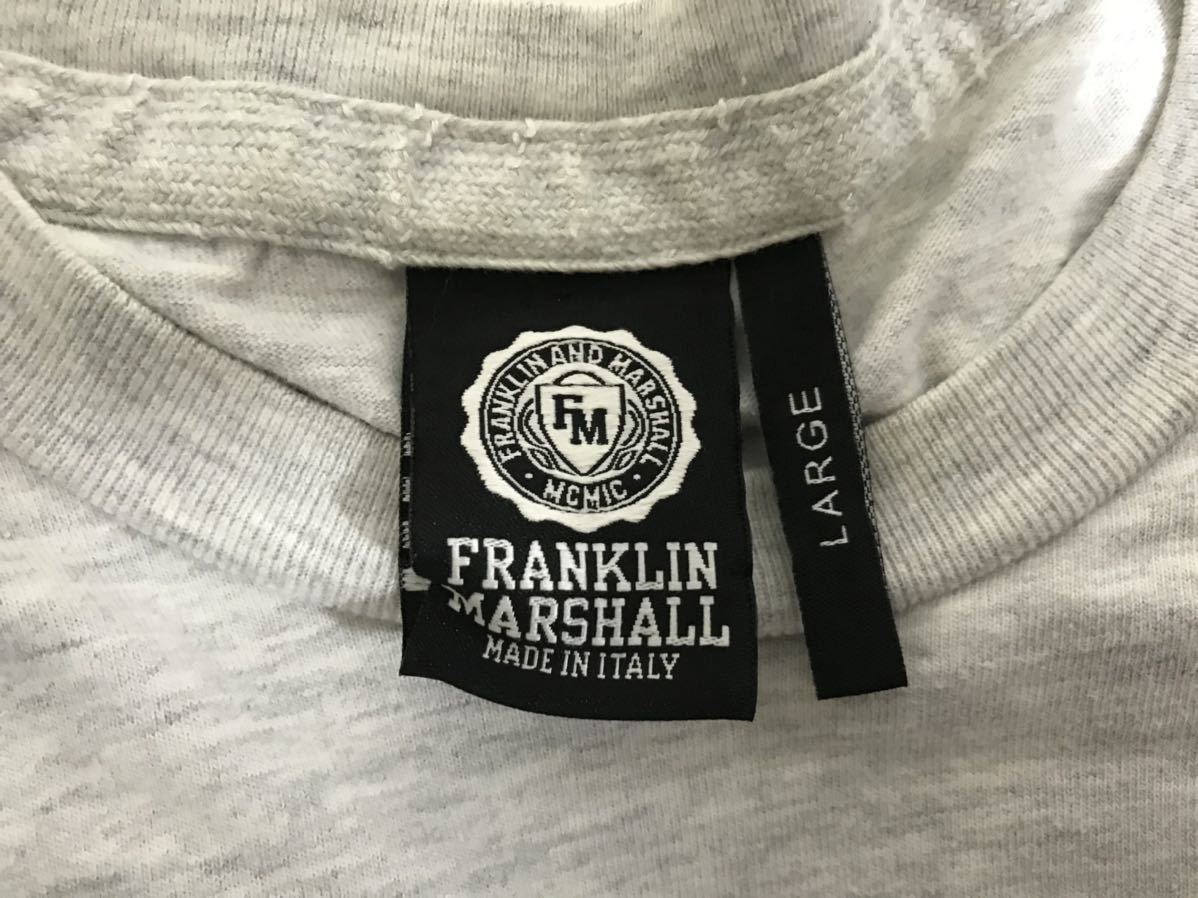 FRANKLIN AND MARSHALL
FM
· MCMIC ·
FRANKLIN
MARSHALL
MADE IN ITALY
LARGE